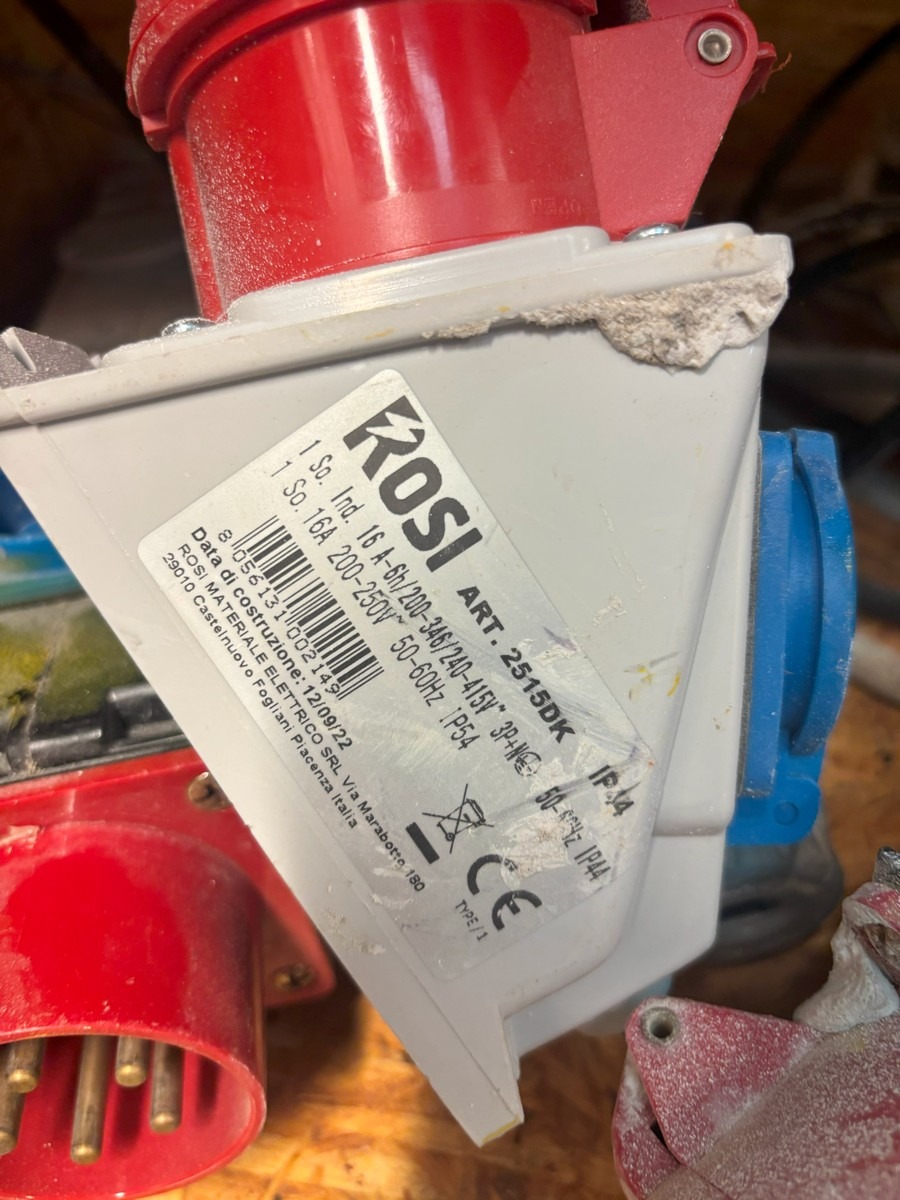 ROSI ART. 2515DK IP44
1 So. Ind. 16 A-6h/200-346/240-415V~ 3P+N 50-60Hz IP44
1 So. 16A 200-250V~ 50-60Hz IP54
8 056131 002149
Data di costruzione: 12/09/22
ROSI MATERIALE ELETTRICO SRL Via Marabotto 180
29010 Castelnuovo Fogliani Piacenza Italia
CE
TYPE/1